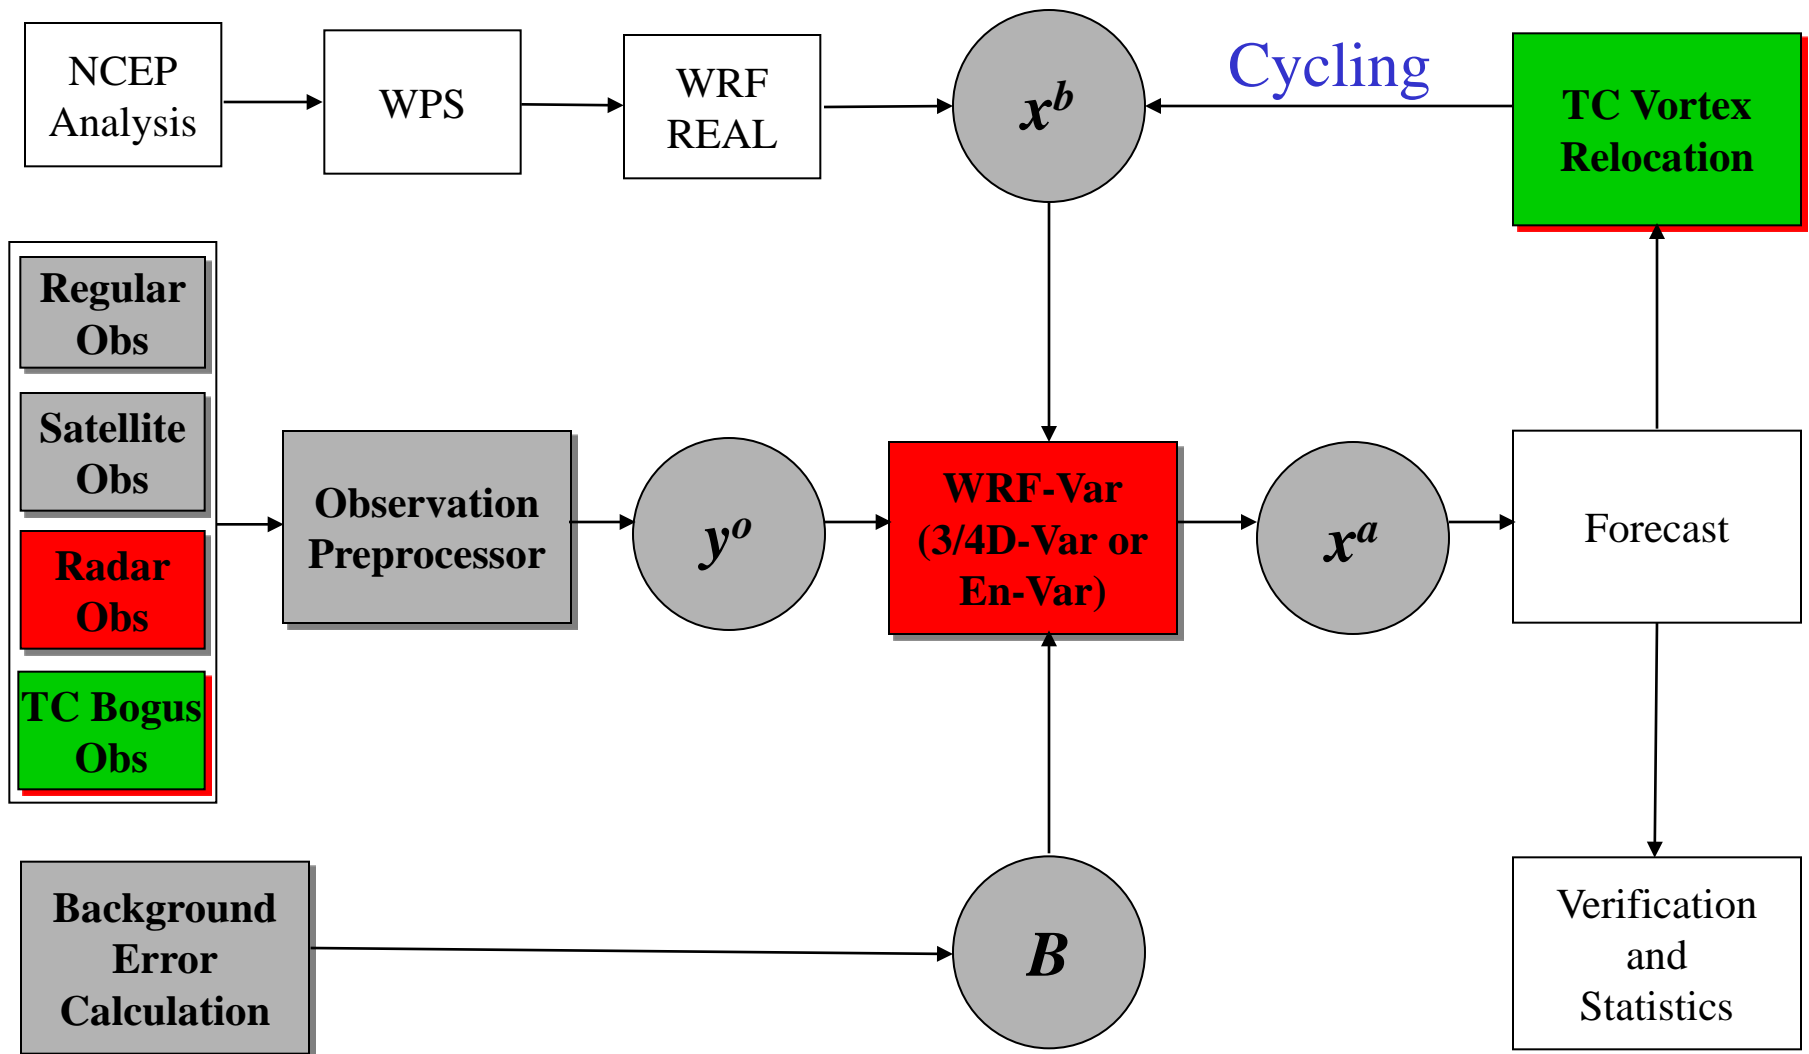 NCEP
Analysis
WPS
WRF
REAL
x^b
Cycling
TC Vortex
Relocation
Regular
Obs
Satellite
Obs
Radar
Obs
TC Bogus
Obs
Observation
Preprocessor
y^o
WRF-Var
(3/4D-Var or
En-Var)
x^a
Forecast
Background
Error
Calculation
B
Verification
and
Statistics